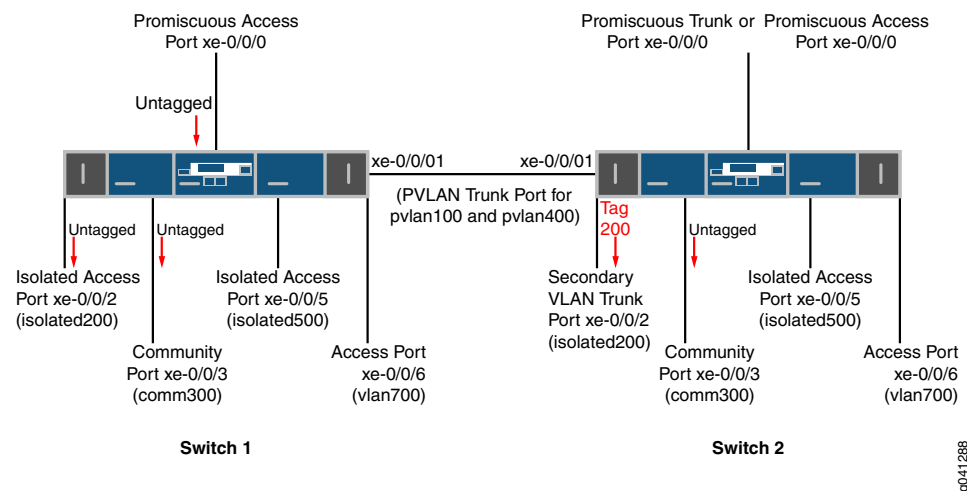 Promiscuous Access
Port xe-0/0/0
Promiscuous Trunk or Promiscuous Access
Port xe-0/0/0
Port xe-0/0/0
Untagged
xe-0/0/01
xe-0/0/01
(PVLAN Trunk Port for
pvlan100 and pvlan400)
Untagged
Untagged
Tag
200
Untagged
Isolated Access
Port xe-0/0/2
(isolated200)
Isolated Access
Port xe-0/0/5
(isolated500)
Secondary
VLAN Trunk
Port xe-0/0/2
(isolated200)
Isolated Access
Port xe-0/0/5
(isolated500)
Community
Port xe-0/0/3
(comm300)
Access Port
xe-0/0/6
(vlan700)
Community
Port xe-0/0/3
(comm300)
Access Port
xe-0/0/6
(vlan700)
Switch 1
Switch 2
g041288